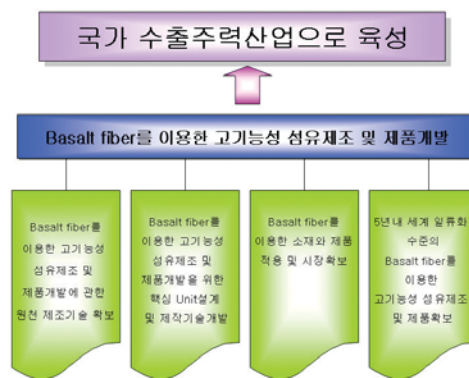 국가 수출주력산업으로 육성
Basalt fiber를 이용한 고기능성 섬유제조 및 제품개발
Basalt fiber를
이용한 고기능성
섬유제조 및
제품개발에 관한
원천 제조기술 확보
Basalt fiber를
이용한 고기능성
섬유제조 및
제품개발을 위한
핵심 Unit설계
및 제작기술개발
Basalt fiber를
이용한 소재와 제품
적용 및 시장확보
5년내 세계 일류화
수준의
Basalt fiber를
이용한
고기능성 섬유제조
및 제품확보